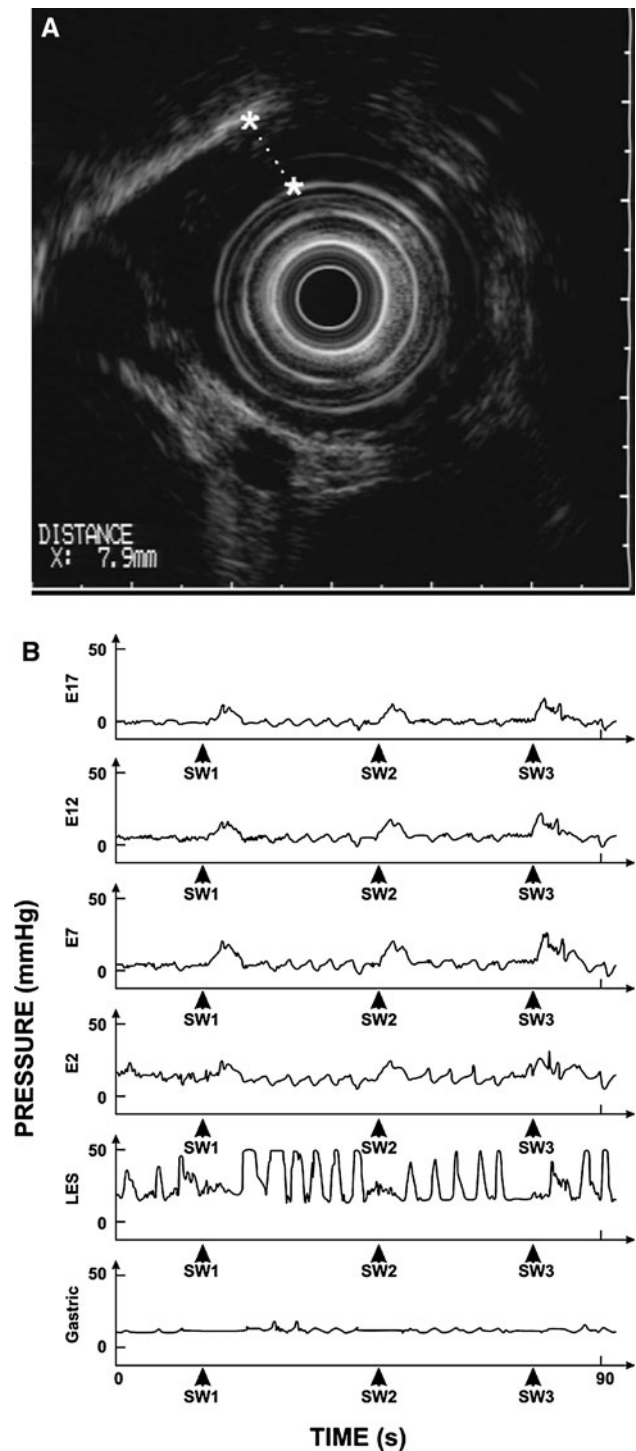 A
*
*
DISTANCE
X: 7.9mm
B
PRESSURE (mmHg)
E17
50
0
SW1 SW2 SW3
E12
50
0
SW1 SW2 SW3
E7
50
0
SW1 SW2 SW3
E2
50
0
SW1 SW2 SW3
LES
50
0
SW1 SW2 SW3
Gastric
50
0
0 90
SW1 SW2 SW3
TIME (s)